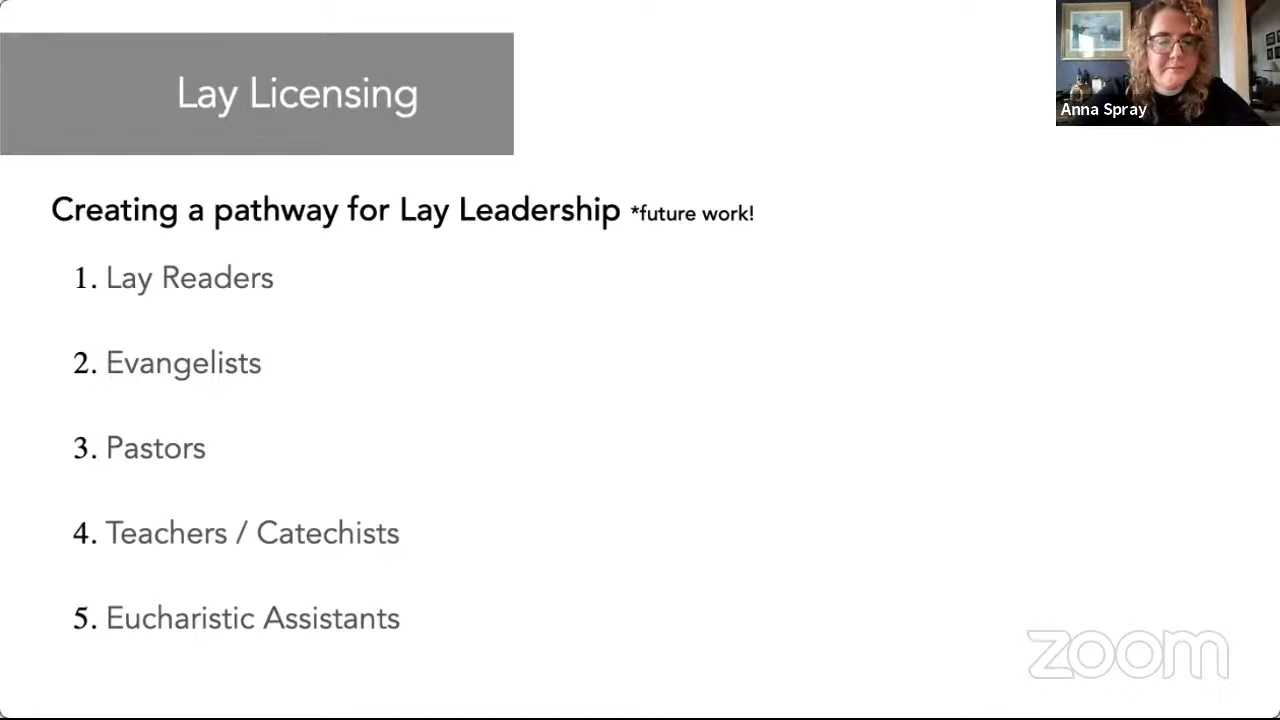 Lay Licensing
Anna Spray
Creating a pathway for Lay Leadership *future work!
1. Lay Readers
2. Evangelists
3. Pastors
4. Teachers / Catechists
5. Eucharistic Assistants
zoom